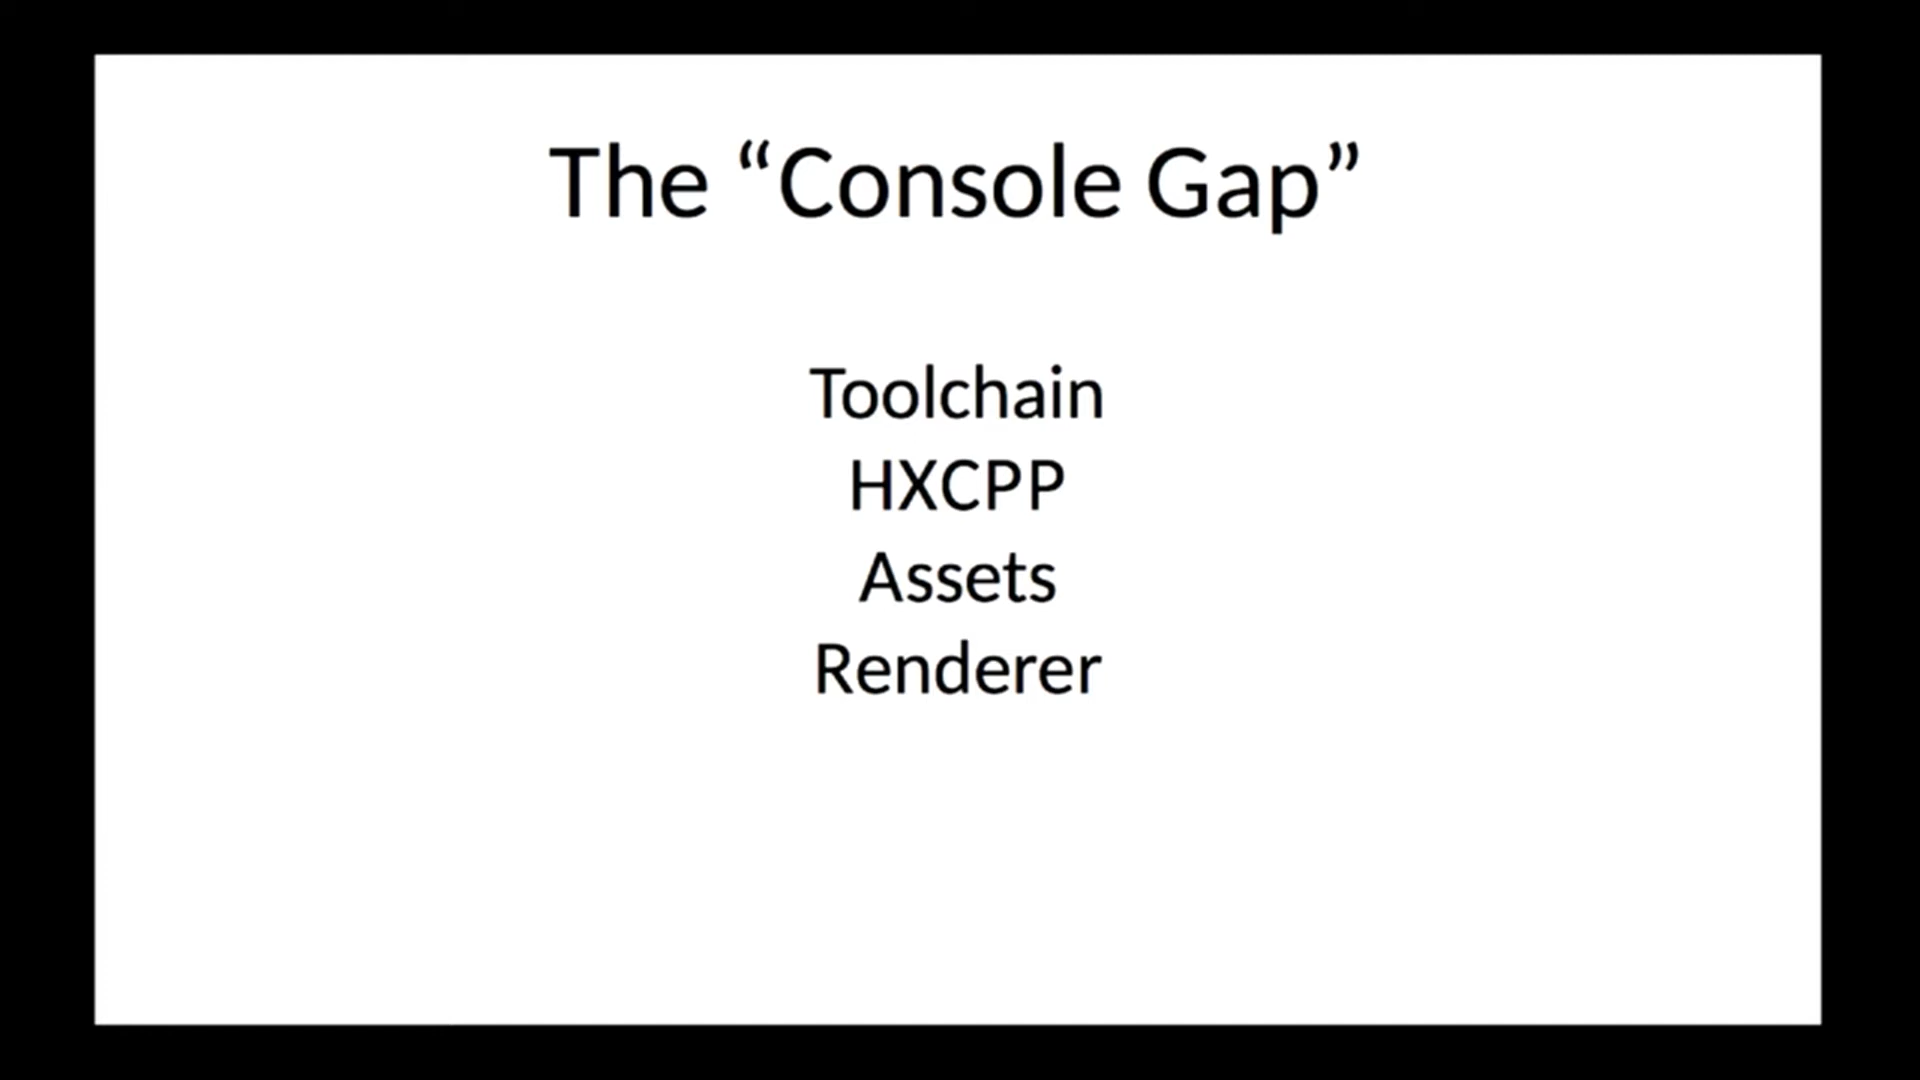 The “Console Gap”
Toolchain
HXCPP
Assets
Renderer